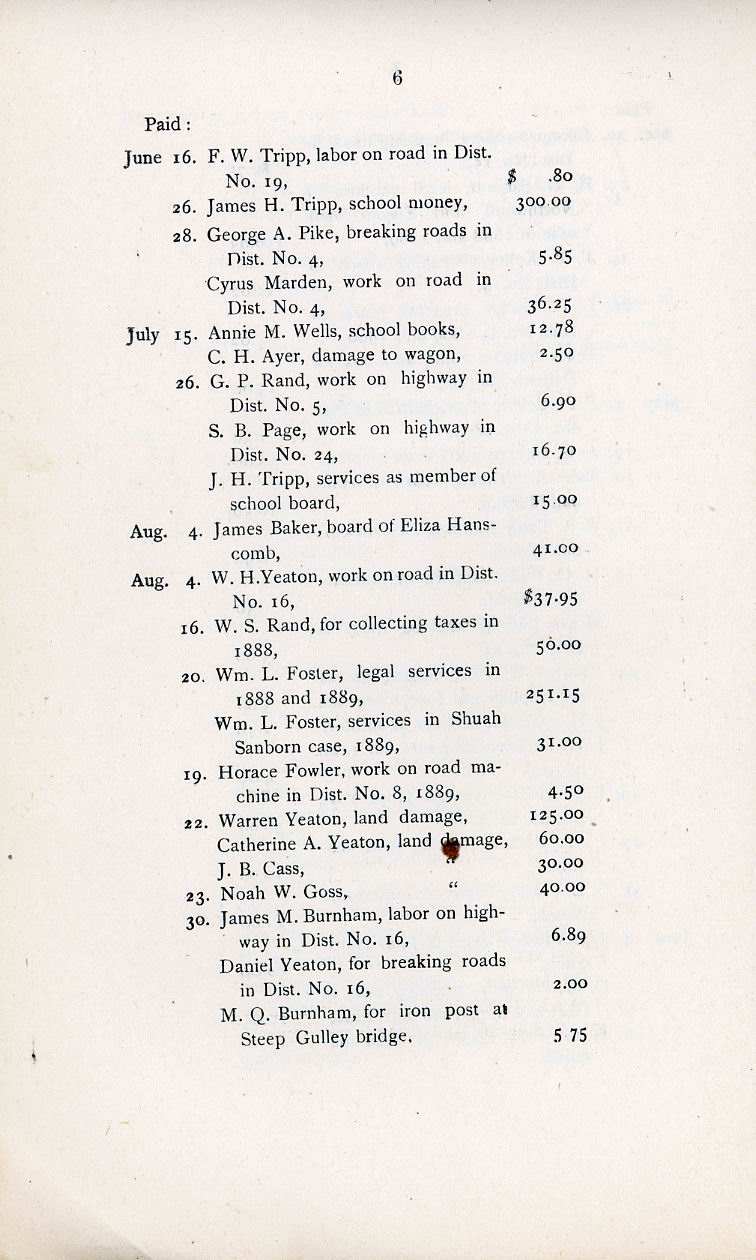 6
Paid :
June 16. F. W. Tripp, labor on road in Dist.
No. 19, $ .80
26. James H. Tripp, school money, 300.00
28. George A. Pike, breaking roads in
Dist. No. 4, 5.85
Cyrus Marden, work on road in
Dist. No. 4, 36.25
July 15. Annie M. Wells, school books, 12.78
C. H. Ayer, damage to wagon, 2.50
26. G. P. Rand, work on highway in
Dist. No. 5, 6.90
S. B. Page, work on highway in
Dist. No. 24, 16.70
J. H. Tripp, services as member of
school board, 15.00
Aug. 4. James Baker, board of Eliza Hans-
comb, 41.00
Aug. 4. W. H.Yeaton, work on road in Dist.
No. 16, $37.95
16. W. S. Rand, for collecting taxes in
1888, 50.00
20. Wm. L. Foster, legal services in
1888 and 1889, 251.15
Wm. L. Foster, services in Shuah
Sanborn case, 1889, 31.00
19. Horace Fowler, work on road ma-
chine in Dist. No. 8, 1889, 4.50
22. Warren Yeaton, land damage, 125.00
Catherine A. Yeaton, land damage, 60.00
J. B. Cass, “ 30.00
23. Noah W. Goss, “ 40.00
30. James M. Burnham, labor on high-
way in Dist. No. 16, 6.89
Daniel Yeaton, for breaking roads
in Dist. No. 16, 2.00
M. Q. Burnham, for iron post at
Steep Gulley bridge. 5 75